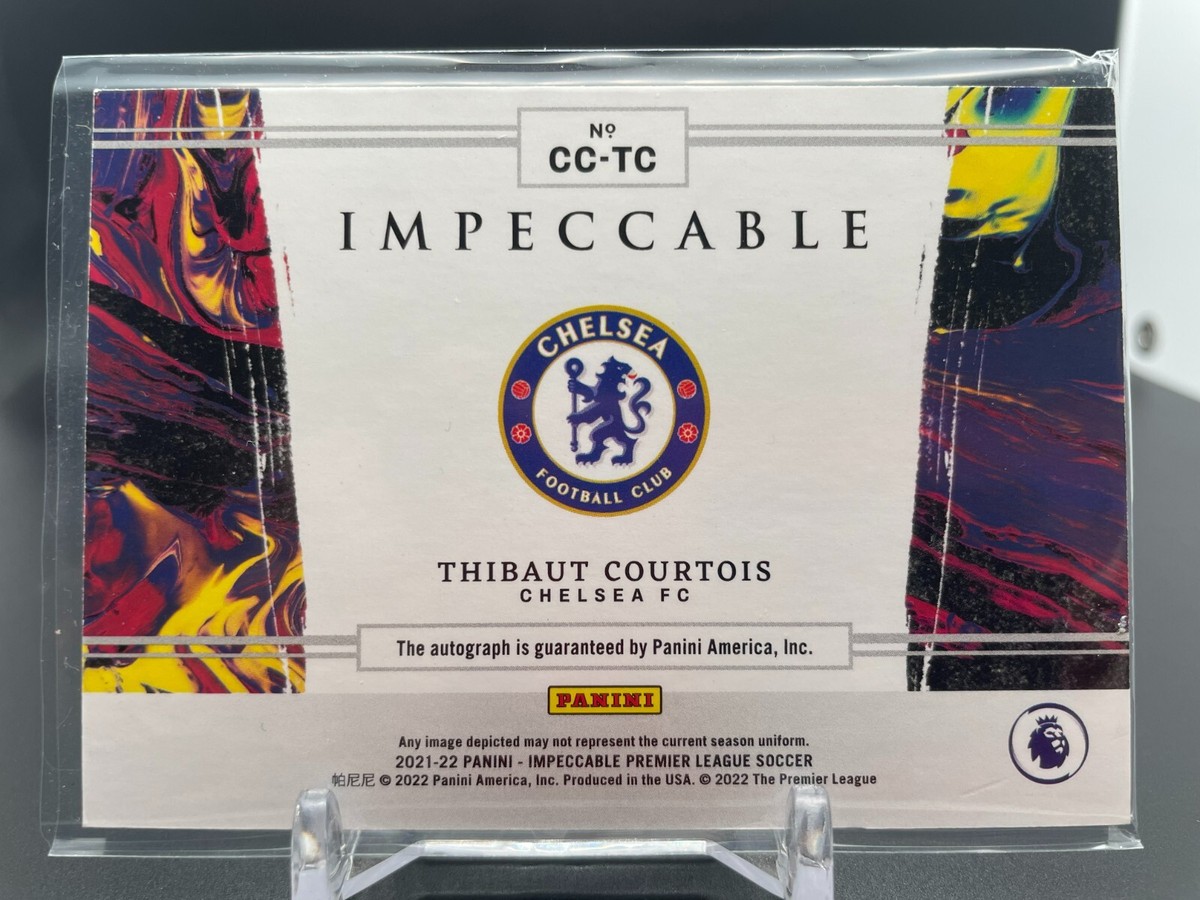 Nº
CC-TC
IMPECCABLE
CHELSEA
FOOTBALL CLUB
THIBAUT COURTOIS
CHELSEA FC
The autograph is guaranteed by Panini America, Inc.
PANINI
Any image depicted may not represent the current season uniform.
2021-22 PANINI - IMPECCABLE PREMIER LEAGUE SOCCER
帕尼尼 © 2022 Panini America, Inc. Produced in the USA. © 2022 The Premier League